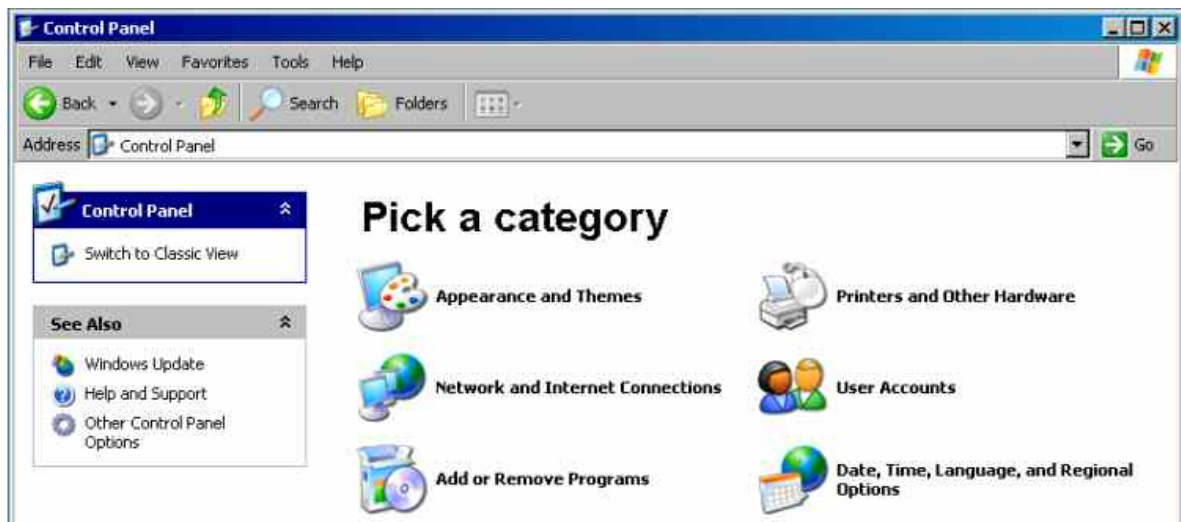 Control Panel
File Edit View Favorites Tools Help
Back Search Folders
Address Control Panel Go
Control Panel
Switch to Classic View
See Also
Windows Update
Help and Support
Other Control Panel
Options
Pick a category
Appearance and Themes
Printers and Other Hardware
Network and Internet Connections
User Accounts
Add or Remove Programs
Date, Time, Language, and Regional
Options